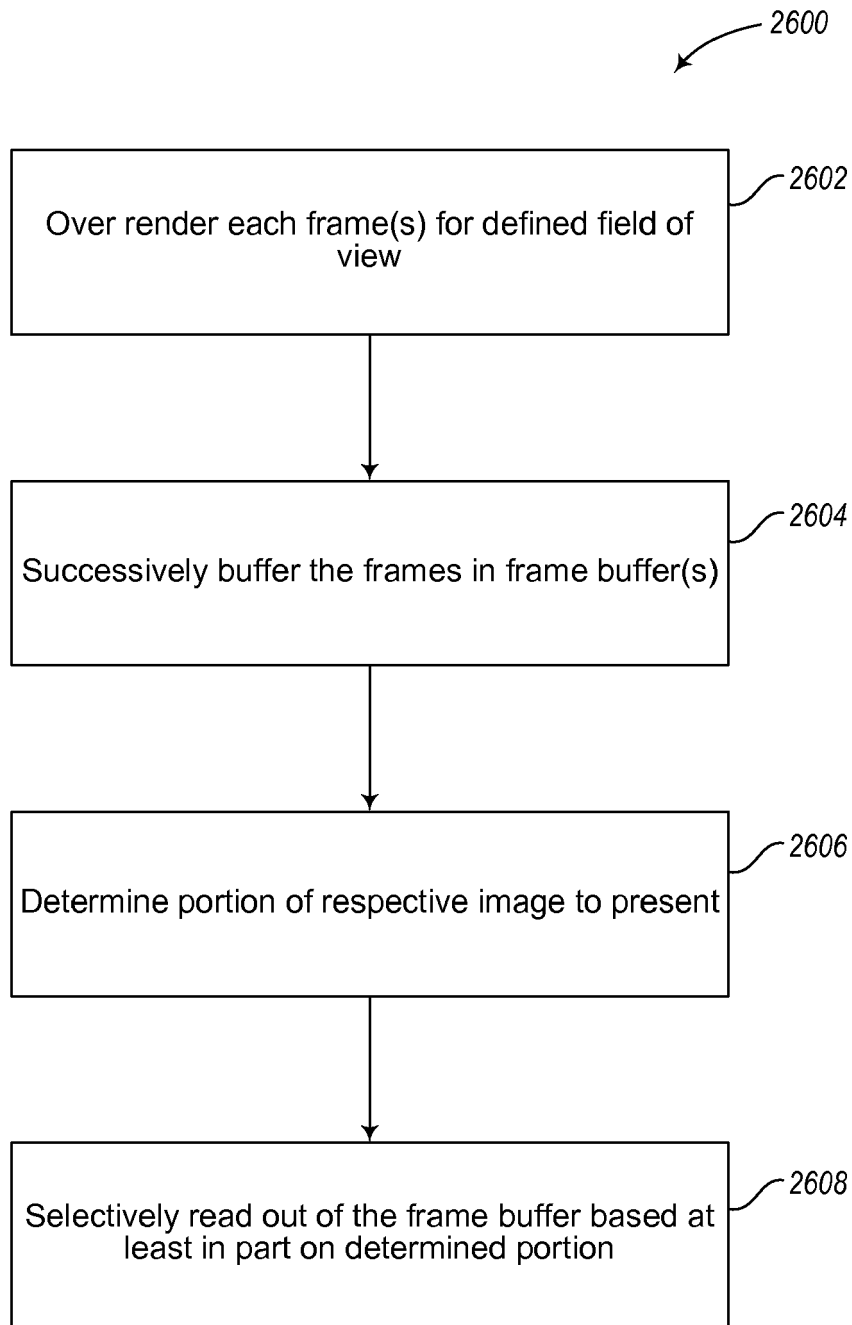 2600
2602
Over render each frame(s) for defined field of
view
2604
Successively buffer the frames in frame buffer(s)
2606
Determine portion of respective image to present
2608
Selectively read out of the frame buffer based at
least in part on determined portion